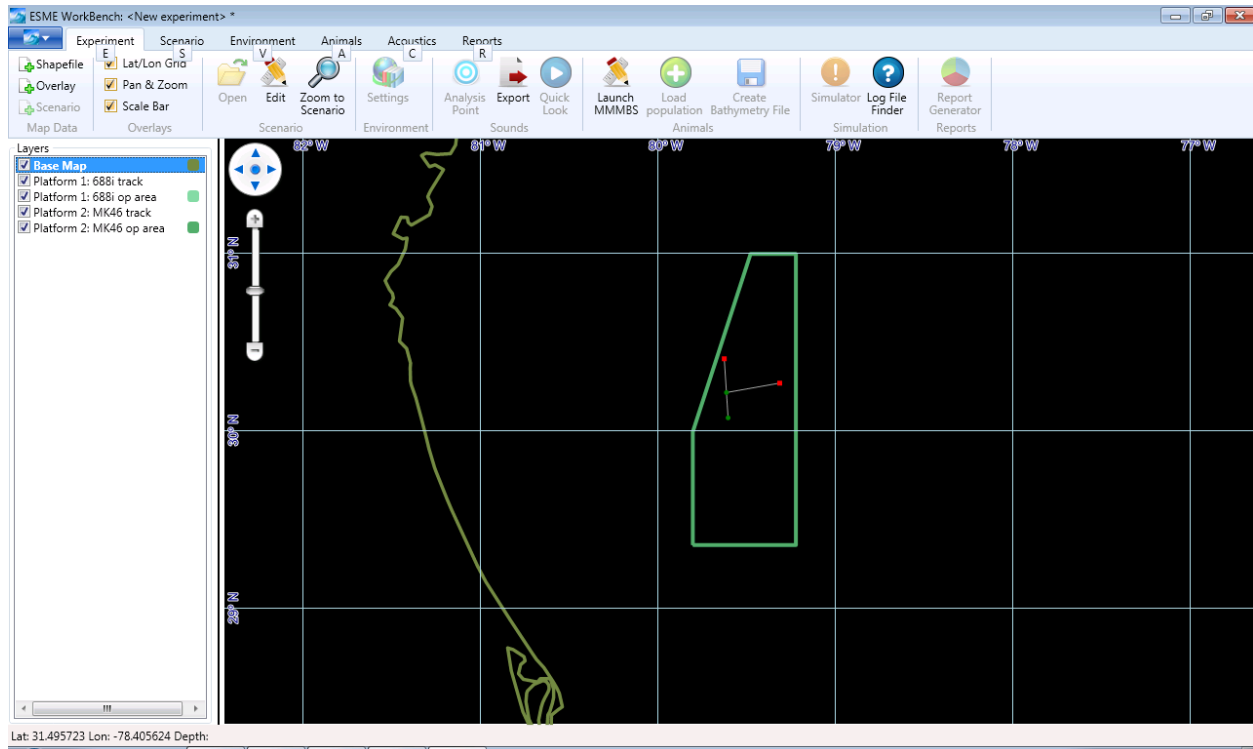 ESME WorkBench: <New experiment> *
Experiment Scenario Environment Animals Acoustics Reports
E S V A C R
Shapefile
Overlay
Scenario
Map Data
Lat/Lon Grid
Pan & Zoom
Scale Bar
Overlays
Open
Edit
Zoom to
Scenario
Scenario
Settings
Environment
Analysis
Point
Export
Quick
Look
Sounds
Launch
MMMBS
Load
population
Create
Bathymetry File
Animals
Simulator
Log File
Finder
Simulation
Report
Generator
Reports
Layers
Base Map
Platform 1: 688i track
Platform 1: 688i op area
Platform 2: MK46 track
Platform 2: MK46 op area
82° W 81° W 80° W 79° W 78° W 77° W
31° N
30° N
29° N
Lat: 31.495723 Lon: -78.405624 Depth: